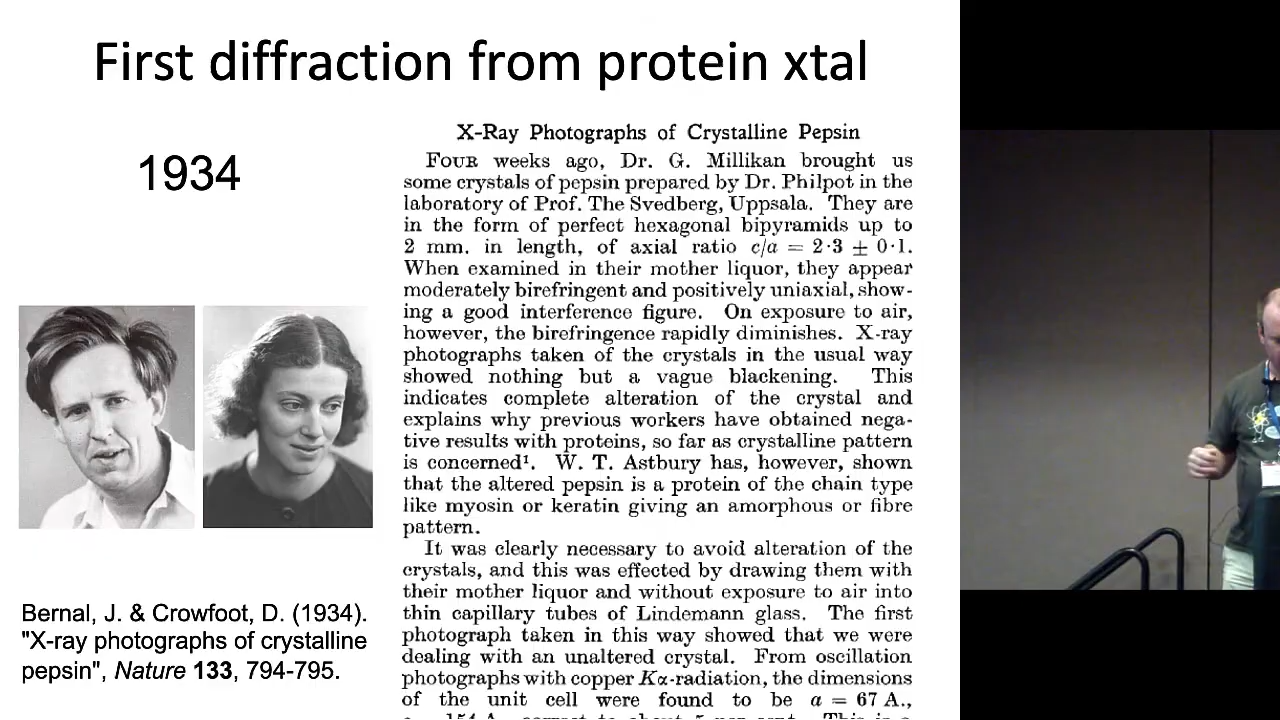 First diffraction from protein xtal
1934
Bernal, J. & Crowfoot, D. (1934).
"X-ray photographs of crystalline
pepsin", Nature 133, 794-795.
X-Ray Photographs of Crystalline Pepsin
Four weeks ago, Dr. G. Millikan brought us
some crystals of pepsin prepared by Dr. Philpot in the
laboratory of Prof. The Svedberg, Uppsala. They are
in the form of perfect hexagonal bipyramids up to
2 mm. in length, of axial ratio c/a = 2·3 ± 0·1.
When examined in their mother liquor, they appear
moderately birefringent and positively uniaxial, show-
ing a good interference figure. On exposure to air,
however, the birefringence rapidly diminishes. X-ray
photographs taken of the crystals in the usual way
showed nothing but a vague blackening. This
indicates complete alteration of the crystal and
explains why previous workers have obtained nega-
tive results with proteins, so far as crystalline pattern
is concerned¹. W. T. Astbury has, however, shown
that the altered pepsin is a protein of the chain type
like myosin or keratin giving an amorphous or fibre
pattern.
It was clearly necessary to avoid alteration of the
crystals, and this was effected by drawing them with
their mother liquor and without exposure to air into
thin capillary tubes of Lindemann glass. The first
photograph taken in this way showed that we were
dealing with an unaltered crystal. From oscillation
photographs with copper Kα-radiation, the dimensions
of the unit cell were found to be a = 67 A.,